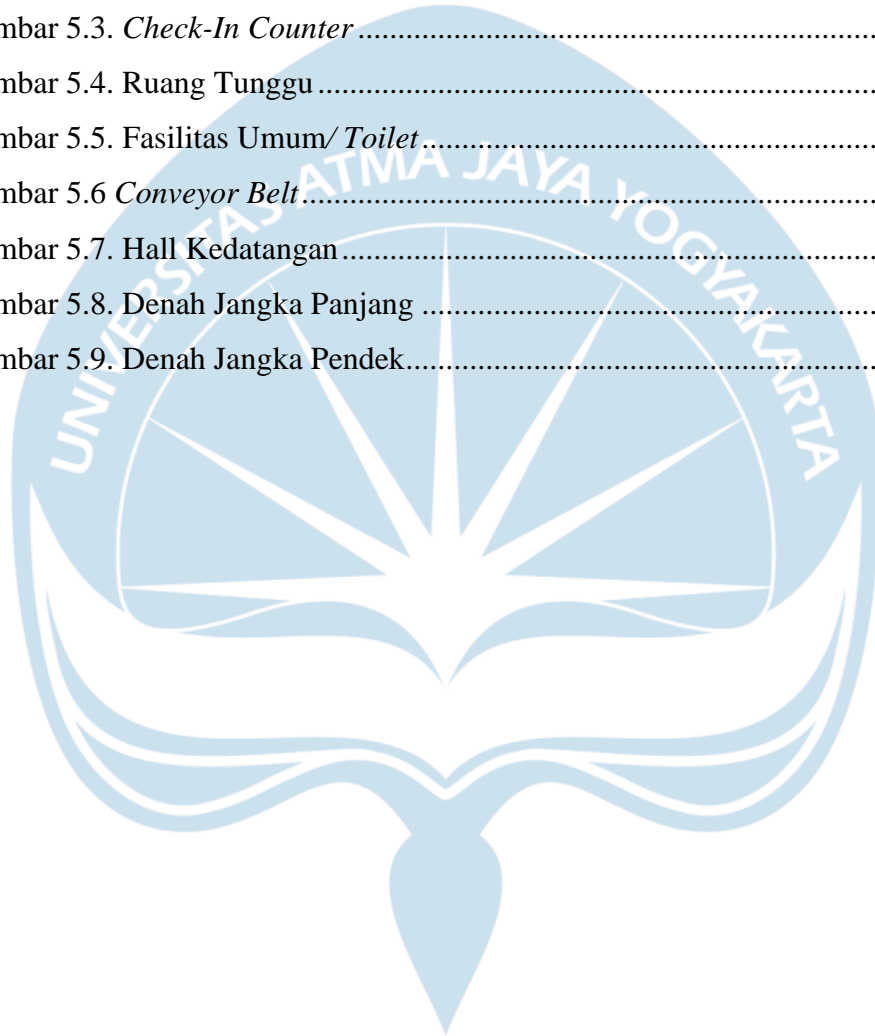 mbar 5.3. Check-In Counter ........................................................................
mbar 5.4. Ruang Tunggu ............................................................................
mbar 5.5. Fasilitas Umum/ Toilet ................................................................
mbar 5.6 Conveyor Belt ..............................................................................
mbar 5.7. Hall Kedatangan .........................................................................
mbar 5.8. Denah Jangka Panjang ...............................................................
mbar 5.9. Denah Jangka Pendek .................................................................
UNIVERSITAS ATMA JAYA YOGYAKARTA